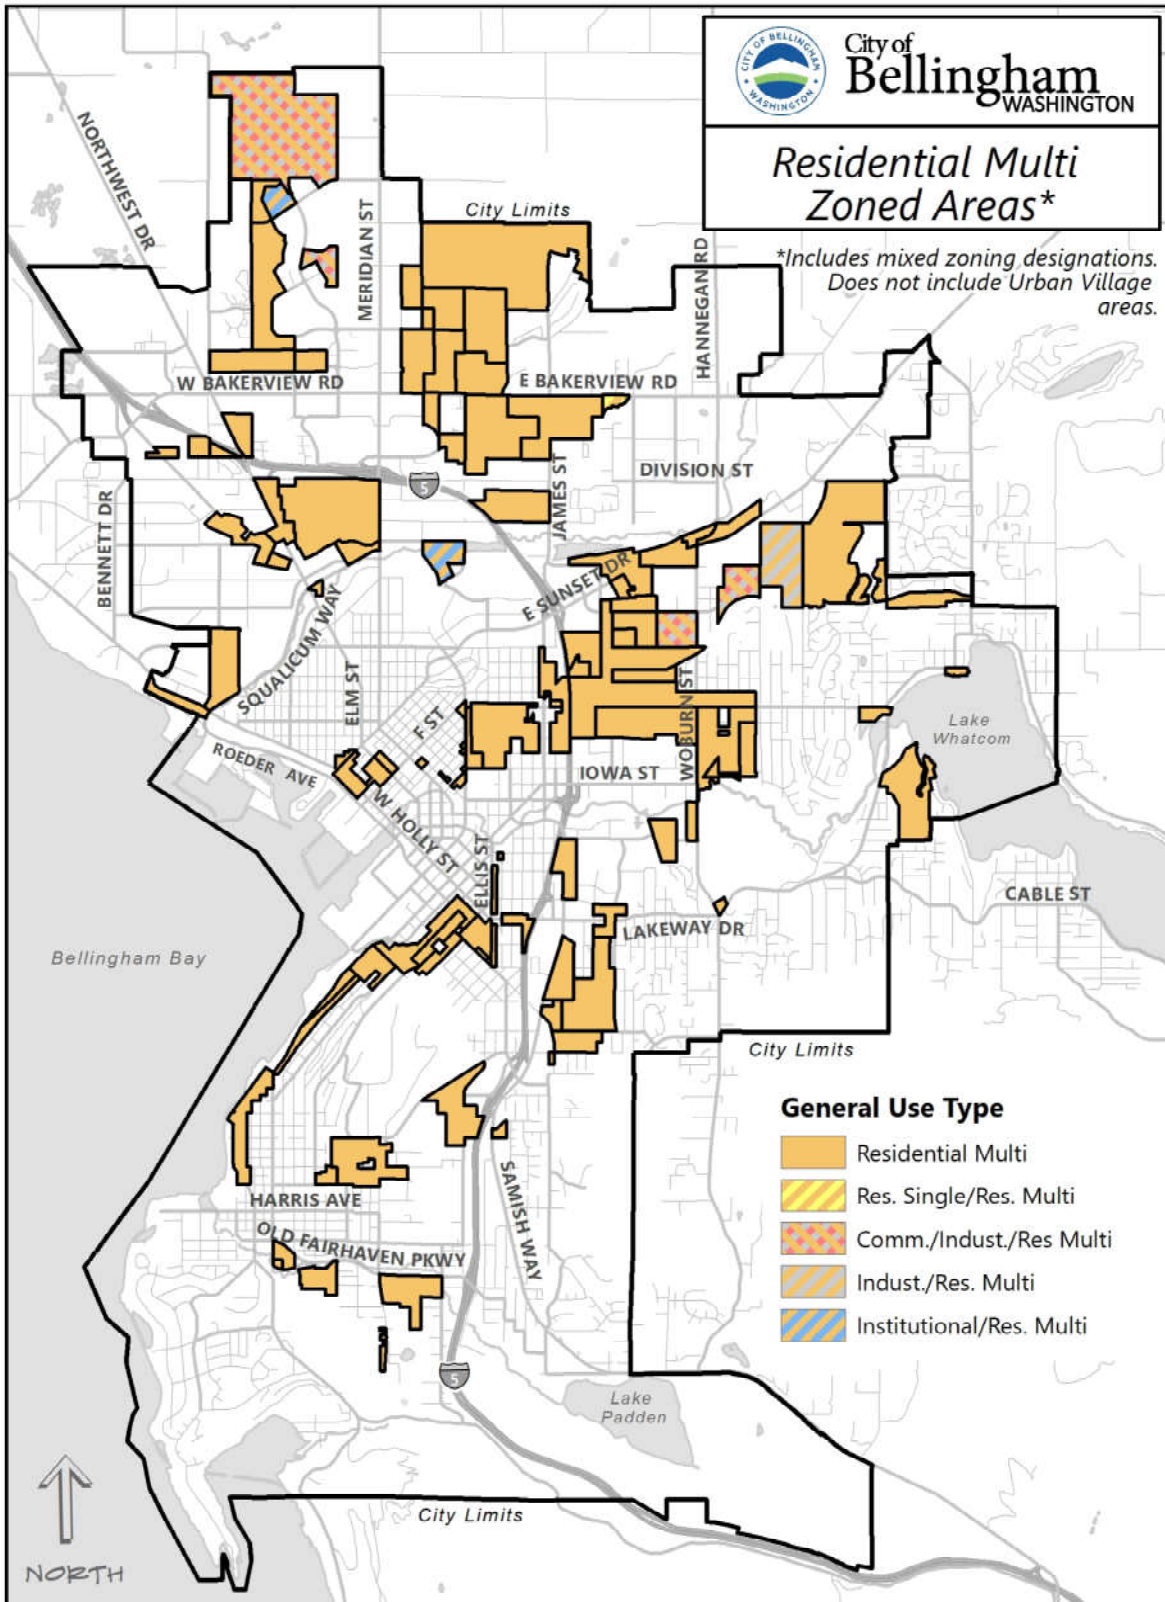 CITY OF BELLINGHAM
WASHINGTON
City of
Bellingham
WASHINGTON
Residential Multi
Zoned Areas*
*Includes mixed zoning designations.
Does not include Urban Village
areas.
NORTHWEST DR
MERIDIAN ST
City Limits
HANNEGAN RD
W BAKERVIEW RD
E BAKERVIEW RD
DIVISION ST
5
JAMES ST
BENNETT DR
E SUNSET DR
SQUALICUM WAY
ELM ST
F ST
WOBURN ST
Lake
Whatcom
ROEDER AVE
IOWA ST
W HOLLY ST
ELLIS ST
CABLE ST
LAKEWAY DR
Bellingham Bay
City Limits
General Use Type
Residential Multi
Res. Single/Res. Multi
Comm./Indust./Res Multi
Indust./Res. Multi
Institutional/Res. Multi
SAMISH WAY
HARRIS AVE
OLD FAIRHAVEN PKWY
5
Lake
Padden
City Limits
NORTH